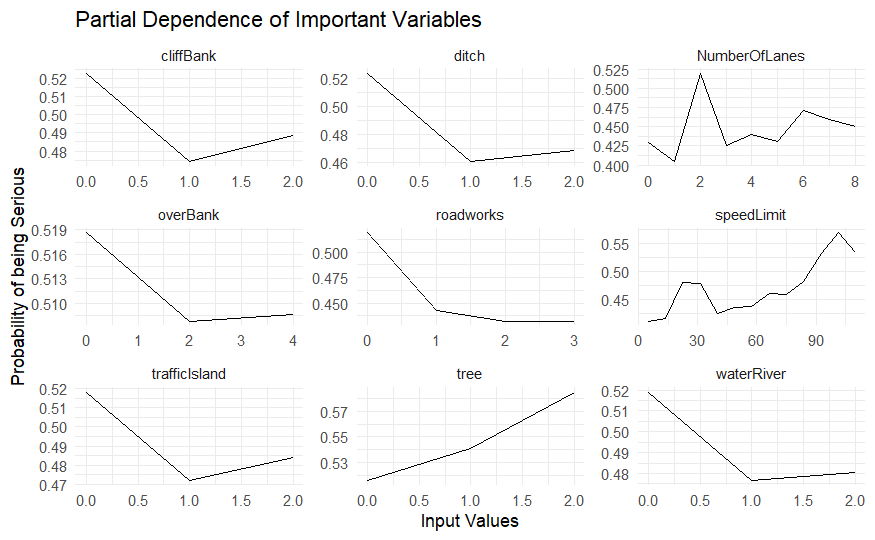 Partial Dependence of Important Variables
Probability of being Serious
cliffBank
0.52
0.51
0.50
0.49
0.48
0.0 0.5 1.0 1.5 2.0
ditch
0.52
0.50
0.48
0.46
0.0 0.5 1.0 1.5 2.0
NumberOfLanes
0.525
0.500
0.475
0.450
0.425
0.400
0 2 4 6 8
overBank
0.519
0.516
0.513
0.510
0 1 2 3 4
roadworks
0.500
0.475
0.450
0 1 2 3
speedLimit
0.55
0.50
0.45
0 30 60 90
trafficIsland
0.52
0.51
0.50
0.49
0.48
0.47
0.0 0.5 1.0 1.5 2.0
tree
0.57
0.55
0.53
0.0 0.5 1.0 1.5 2.0
waterRiver
0.52
0.51
0.50
0.49
0.48
0.0 0.5 1.0 1.5 2.0
Input Values